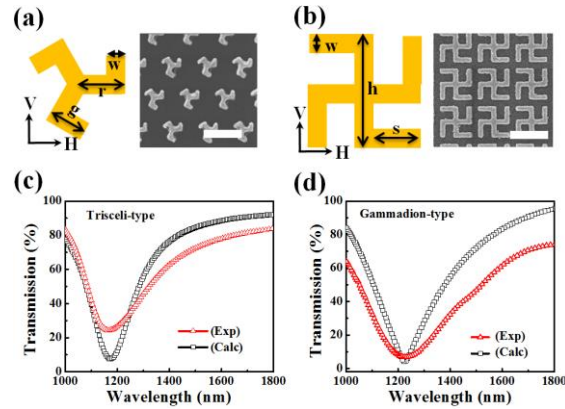 (a)
w
r
g
V
H
(b)
w
h
s
V
H
(c)
100
80
60
40
20
0
Transmission (%)
Trisceli-type
(Exp)
(Calc)
1000 1200 1400 1600 1800
Wavelength (nm)
(d)
100
80
60
40
20
0
Transmission (%)
Gammadion-type
(Exp)
(Calc)
1000 1200 1400 1600 1800
Wavelength (nm)